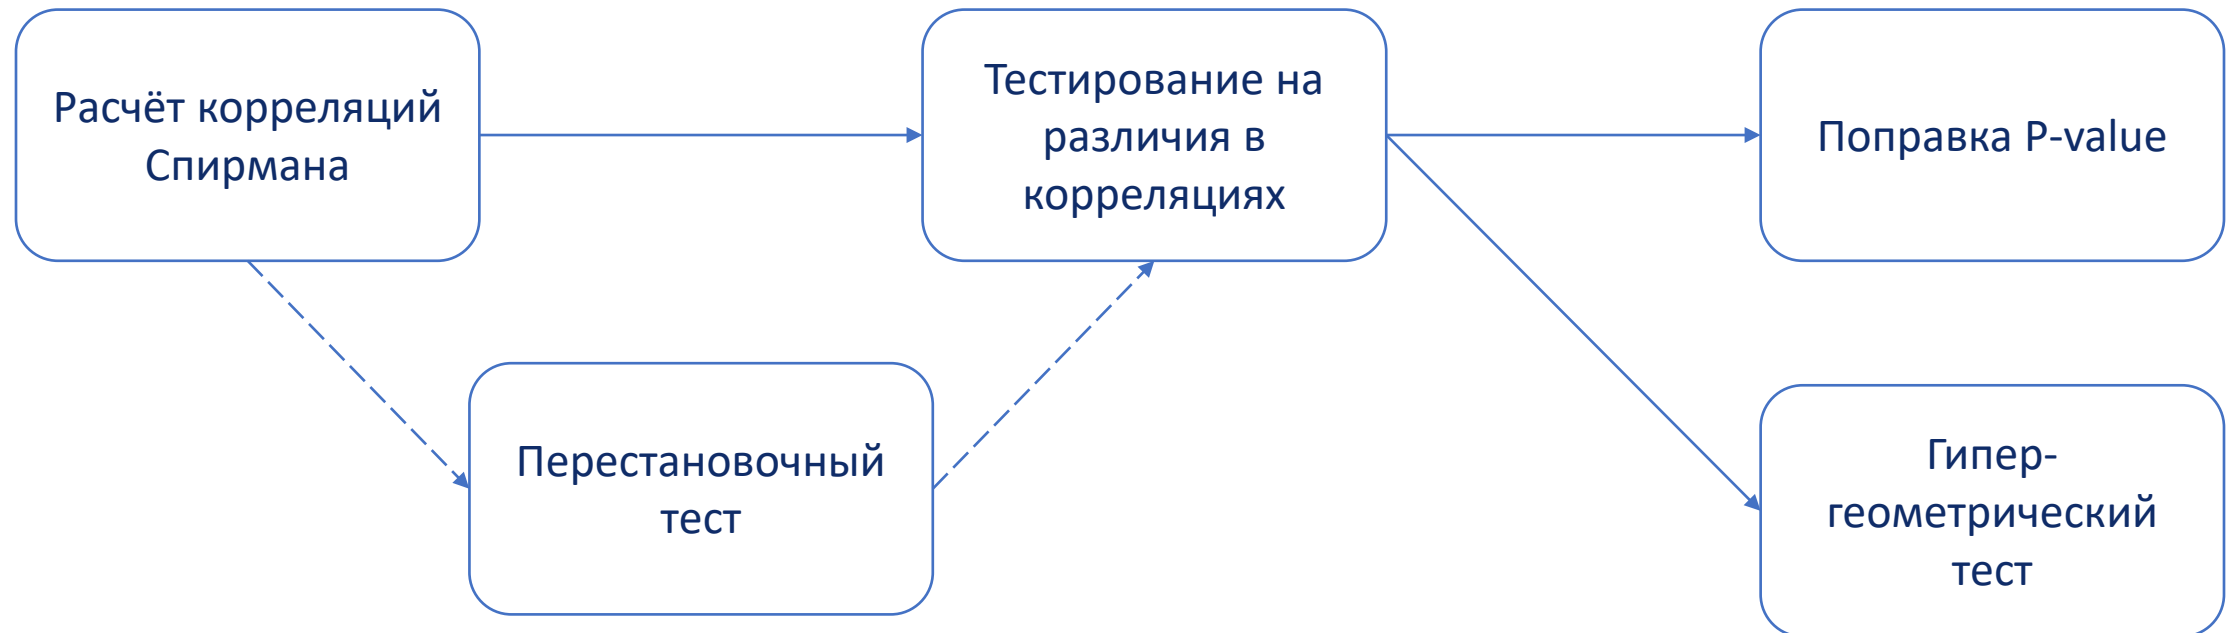 Расчёт корреляций
Спирмана
Тестирование на
различия в
корреляциях
Поправка P-value
Перестановочный
тест
Гипер-
геометрический
тест